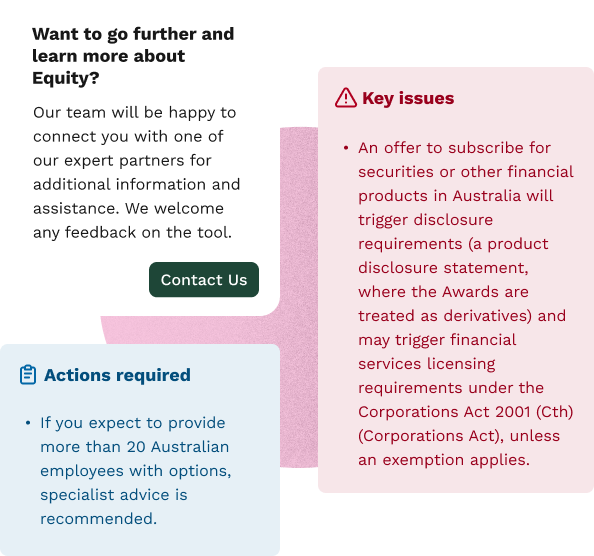 Want to go further and
learn more about
Equity?
Our team will be happy to
connect you with one of
our expert partners for
additional information and
assistance. We welcome
any feedback on the tool.
Contact Us
Key issues
• An offer to subscribe for
securities or other financial
products in Australia will
trigger disclosure
requirements (a product
disclosure statement,
where the Awards are
treated as derivatives) and
may trigger financial
services licensing
requirements under the
Corporations Act 2001 (Cth)
(Corporations Act), unless
an exemption applies.
Actions required
• If you expect to provide
more than 20 Australian
employees with options,
specialist advice is
recommended.